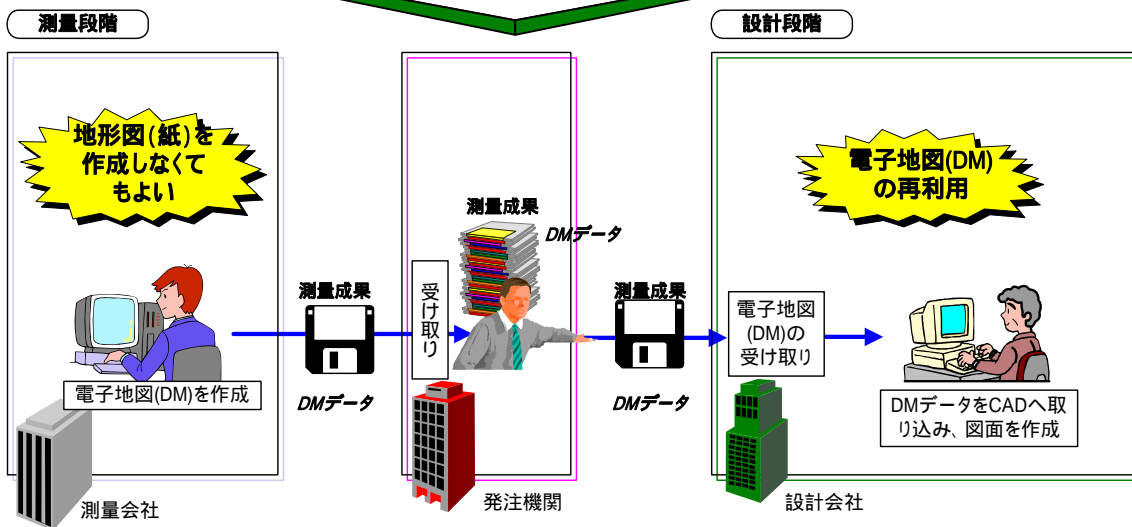 測量段階
設計段階
地形図(紙)を
作成しなくて
もよい
電子地図(DM)を作成
測量会社
測量成果
DMデータ
受け取り
測量成果
DMデータ
発注機関
測量成果
DMデータ
電子地図(DM)
の再利用
電子地図
(DM)の
受け取り
DMデータをCADへ取
り込み、図面を作成
設計会社